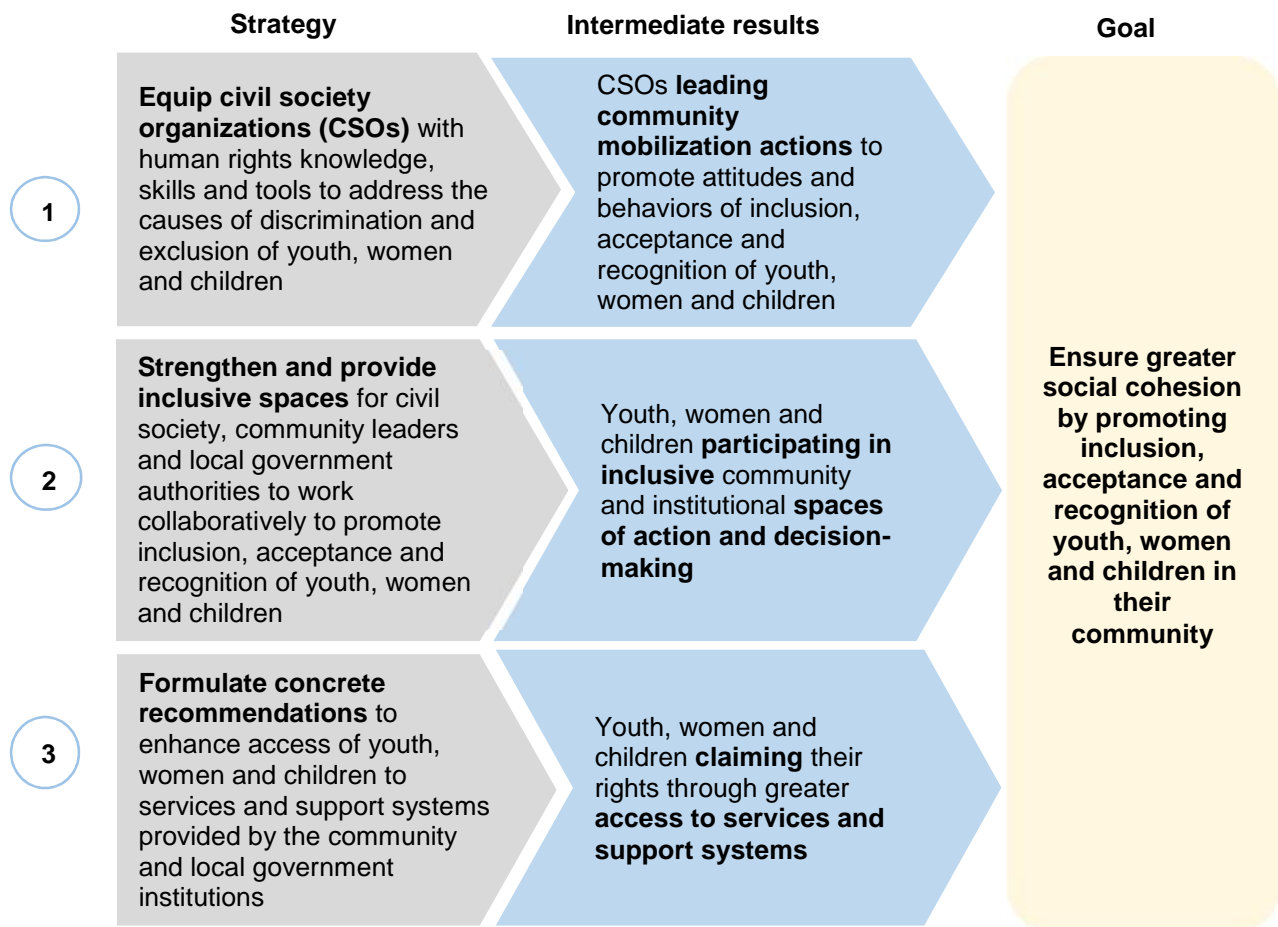 Strategy
Intermediate results
Goal
1
Equip civil society
organizations (CSOs) with
human rights knowledge,
skills and tools to address the
causes of discrimination and
exclusion of youth, women
and children
CSOs leading
community
mobilization actions to
promote attitudes and
behaviors of inclusion,
acceptance and
recognition of youth,
women and children
2
Strengthen and provide
inclusive spaces for civil
society, community leaders
and local government
authorities to work
collaboratively to promote
inclusion, acceptance and
recognition of youth, women
and children
Youth, women and
children participating in
inclusive community
and institutional spaces
of action and decision-
making
3
Formulate concrete
recommendations to
enhance access of youth,
women and children to
services and support systems
provided by the community
and local government
institutions
Youth, women and
children claiming their
rights through greater
access to services and
support systems
Ensure greater
social cohesion
by promoting
inclusion,
acceptance and
recognition of
youth, women
and children in
their
community